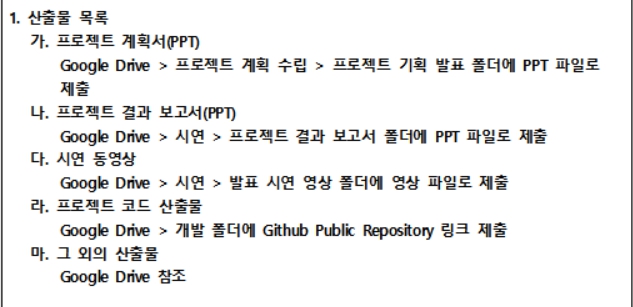 1. 산출물 목록
가. 프로젝트 계획서(PPT)
Google Drive > 프로젝트 계획 수립 > 프로젝트 기획 발표 폴더에 PPT 파일로
제출
나. 프로젝트 결과 보고서(PPT)
Google Drive > 시연 > 프로젝트 결과 보고서 폴더에 PPT 파일로 제출
다. 시연 동영상
Google Drive > 시연 > 발표 시연 영상 폴더에 영상 파일로 제출
라. 프로젝트 코드 산출물
Google Drive > 개발 폴더에 Github Public Repository 링크 제출
마. 그 외의 산출물
Google Drive 참조